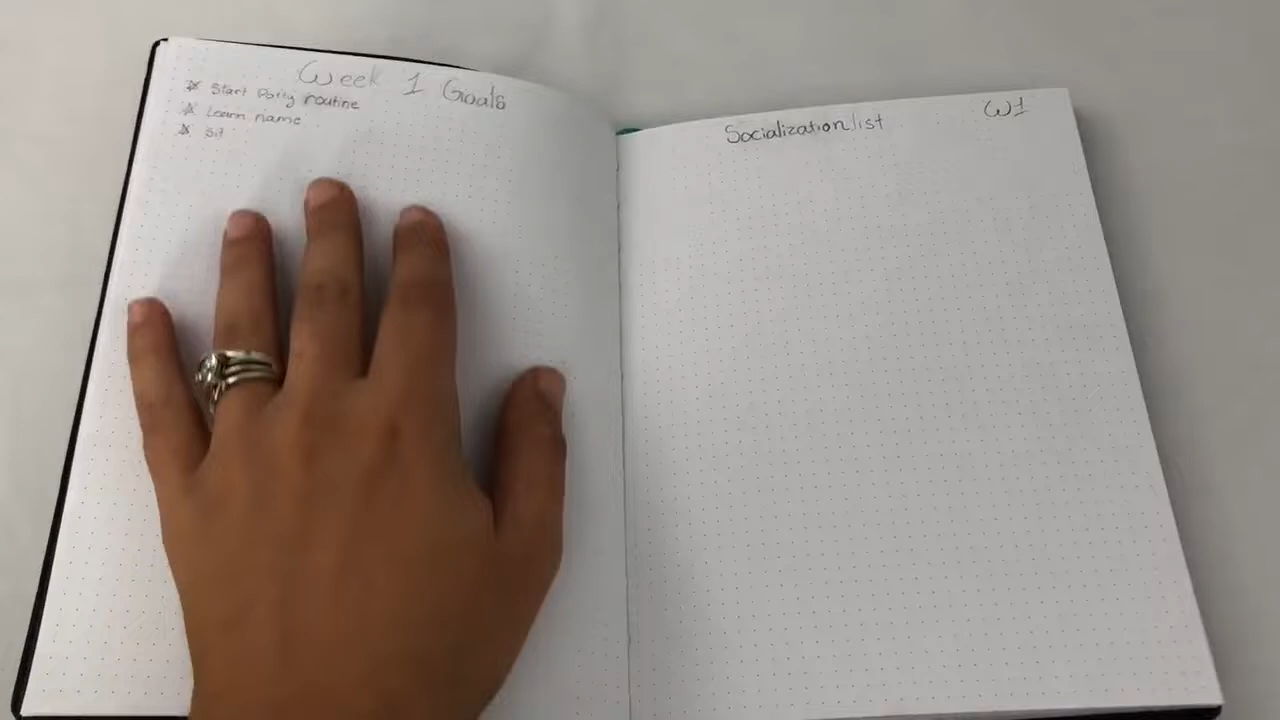 Week 1 Goals
Start Potty routine
Learn name
Sit
Socialization list
W1